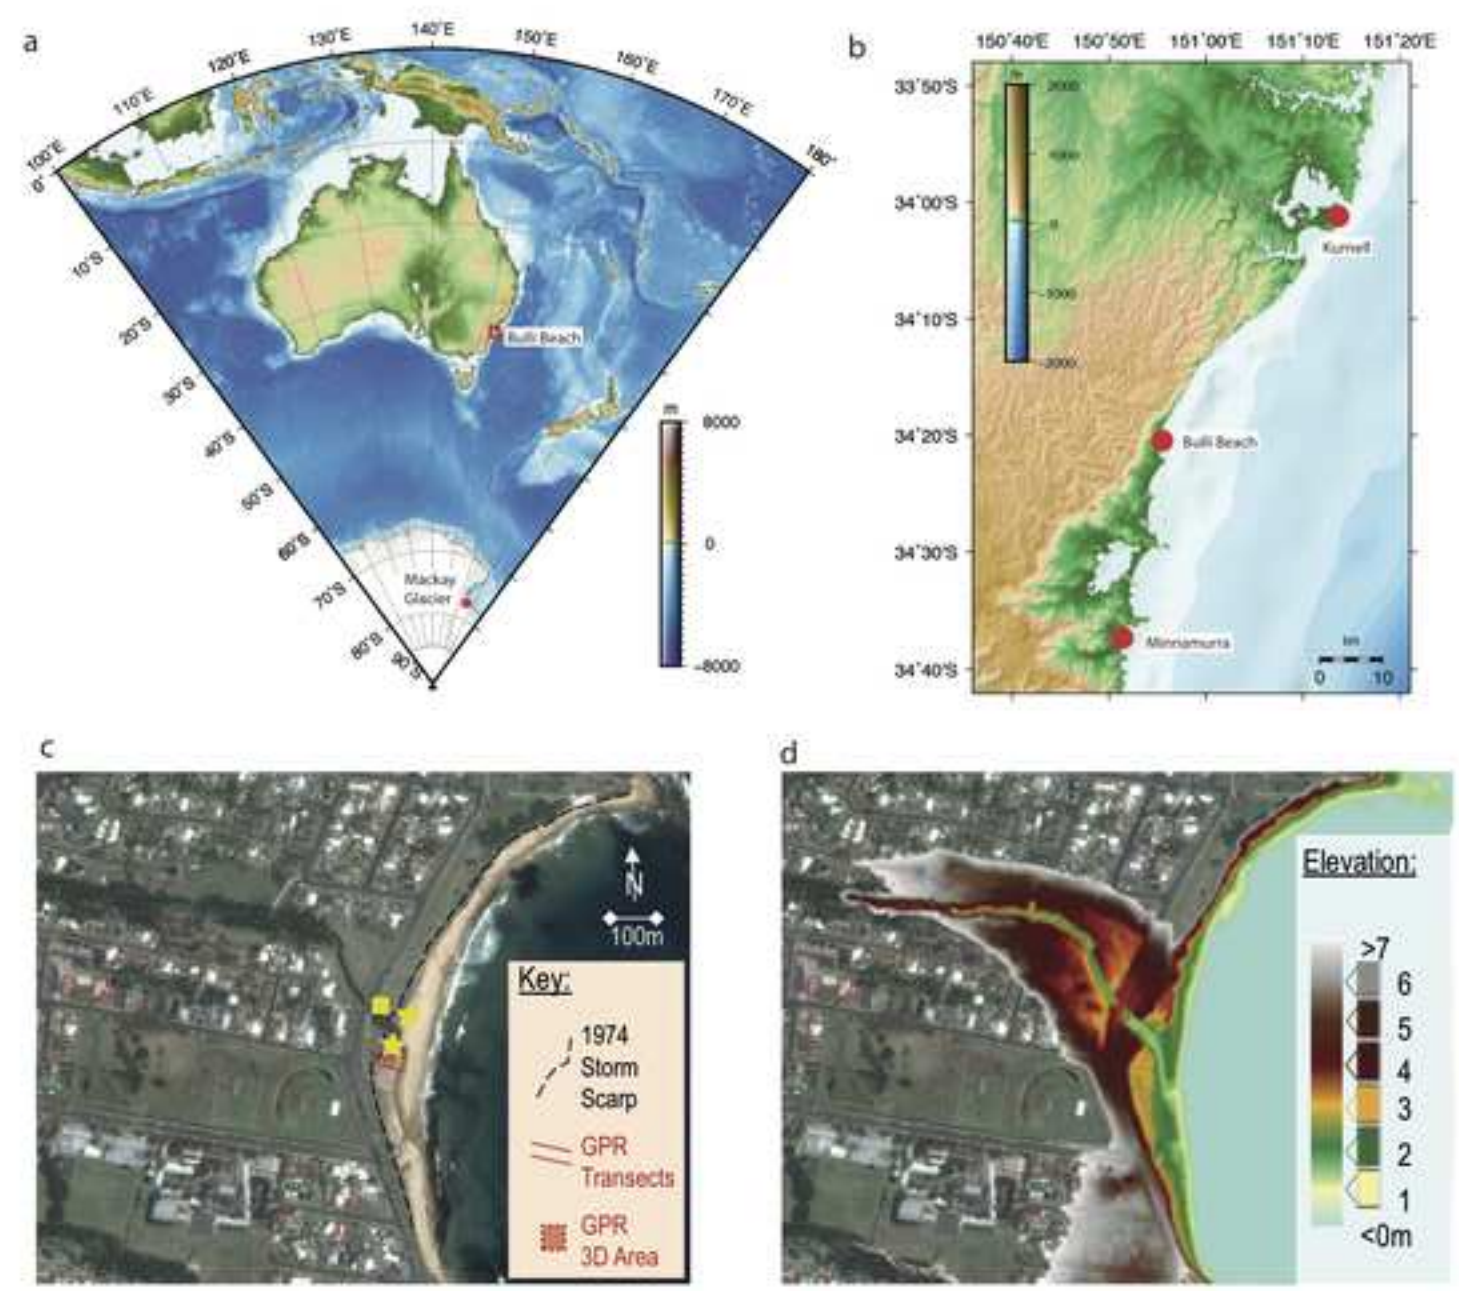 a
100˚E
110˚E
120˚E
130˚E
140˚E
150˚E
160˚E
170˚E
180˚
0˚
10˚S
20˚S
30˚S
40˚S
50˚S
60˚S
70˚S
80˚S
90˚S
Bulli Beach
Mackay
Glacier
m
8000
0
-8000
b
150˚40'E 150˚50'E 151˚00'E 151˚10'E 151˚20'E
33˚50'S
34˚00'S
34˚10'S
34˚20'S
34˚30'S
34˚40'S
m
2000
1000
0
-1000
-2000
Kurnell
Bulli Beach
Minnamurra
km
0 10
c
N
100m
Key:
1974
Storm
Scarp
GPR
Transects
GPR
3D Area
d
Elevation:
>7
6
5
4
3
2
1
<0m